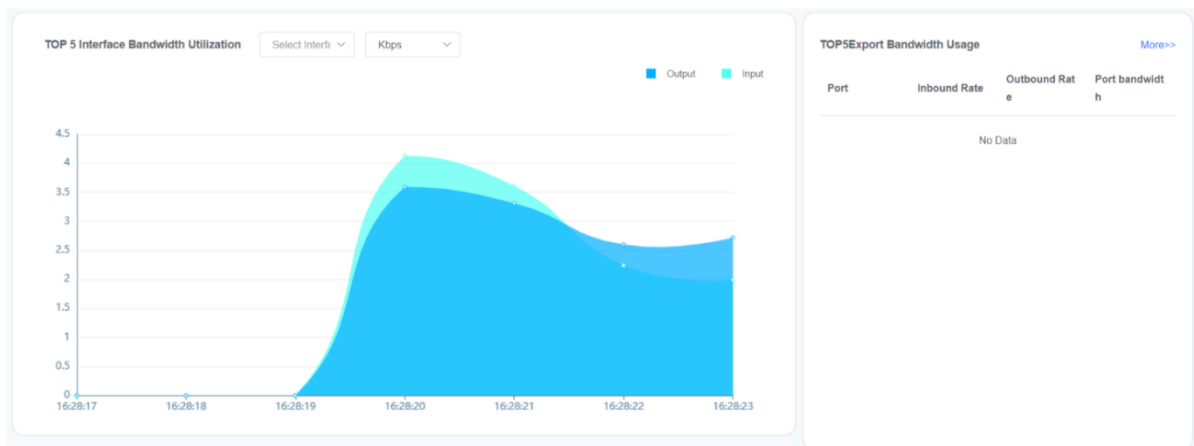 TOP 5 Interface Bandwidth Utilization
Select Interfa
Kbps
Output
Input
4.5
4
3.5
3
2.5
2
1.5
1
0.5
0
16:28:17
16:28:18
16:28:19
16:28:20
16:28:21
16:28:22
16:28:23
TOP5Export Bandwidth Usage
More>>
Port
Inbound Rate
Outbound Rat
e
Port bandwidt
h
No Data